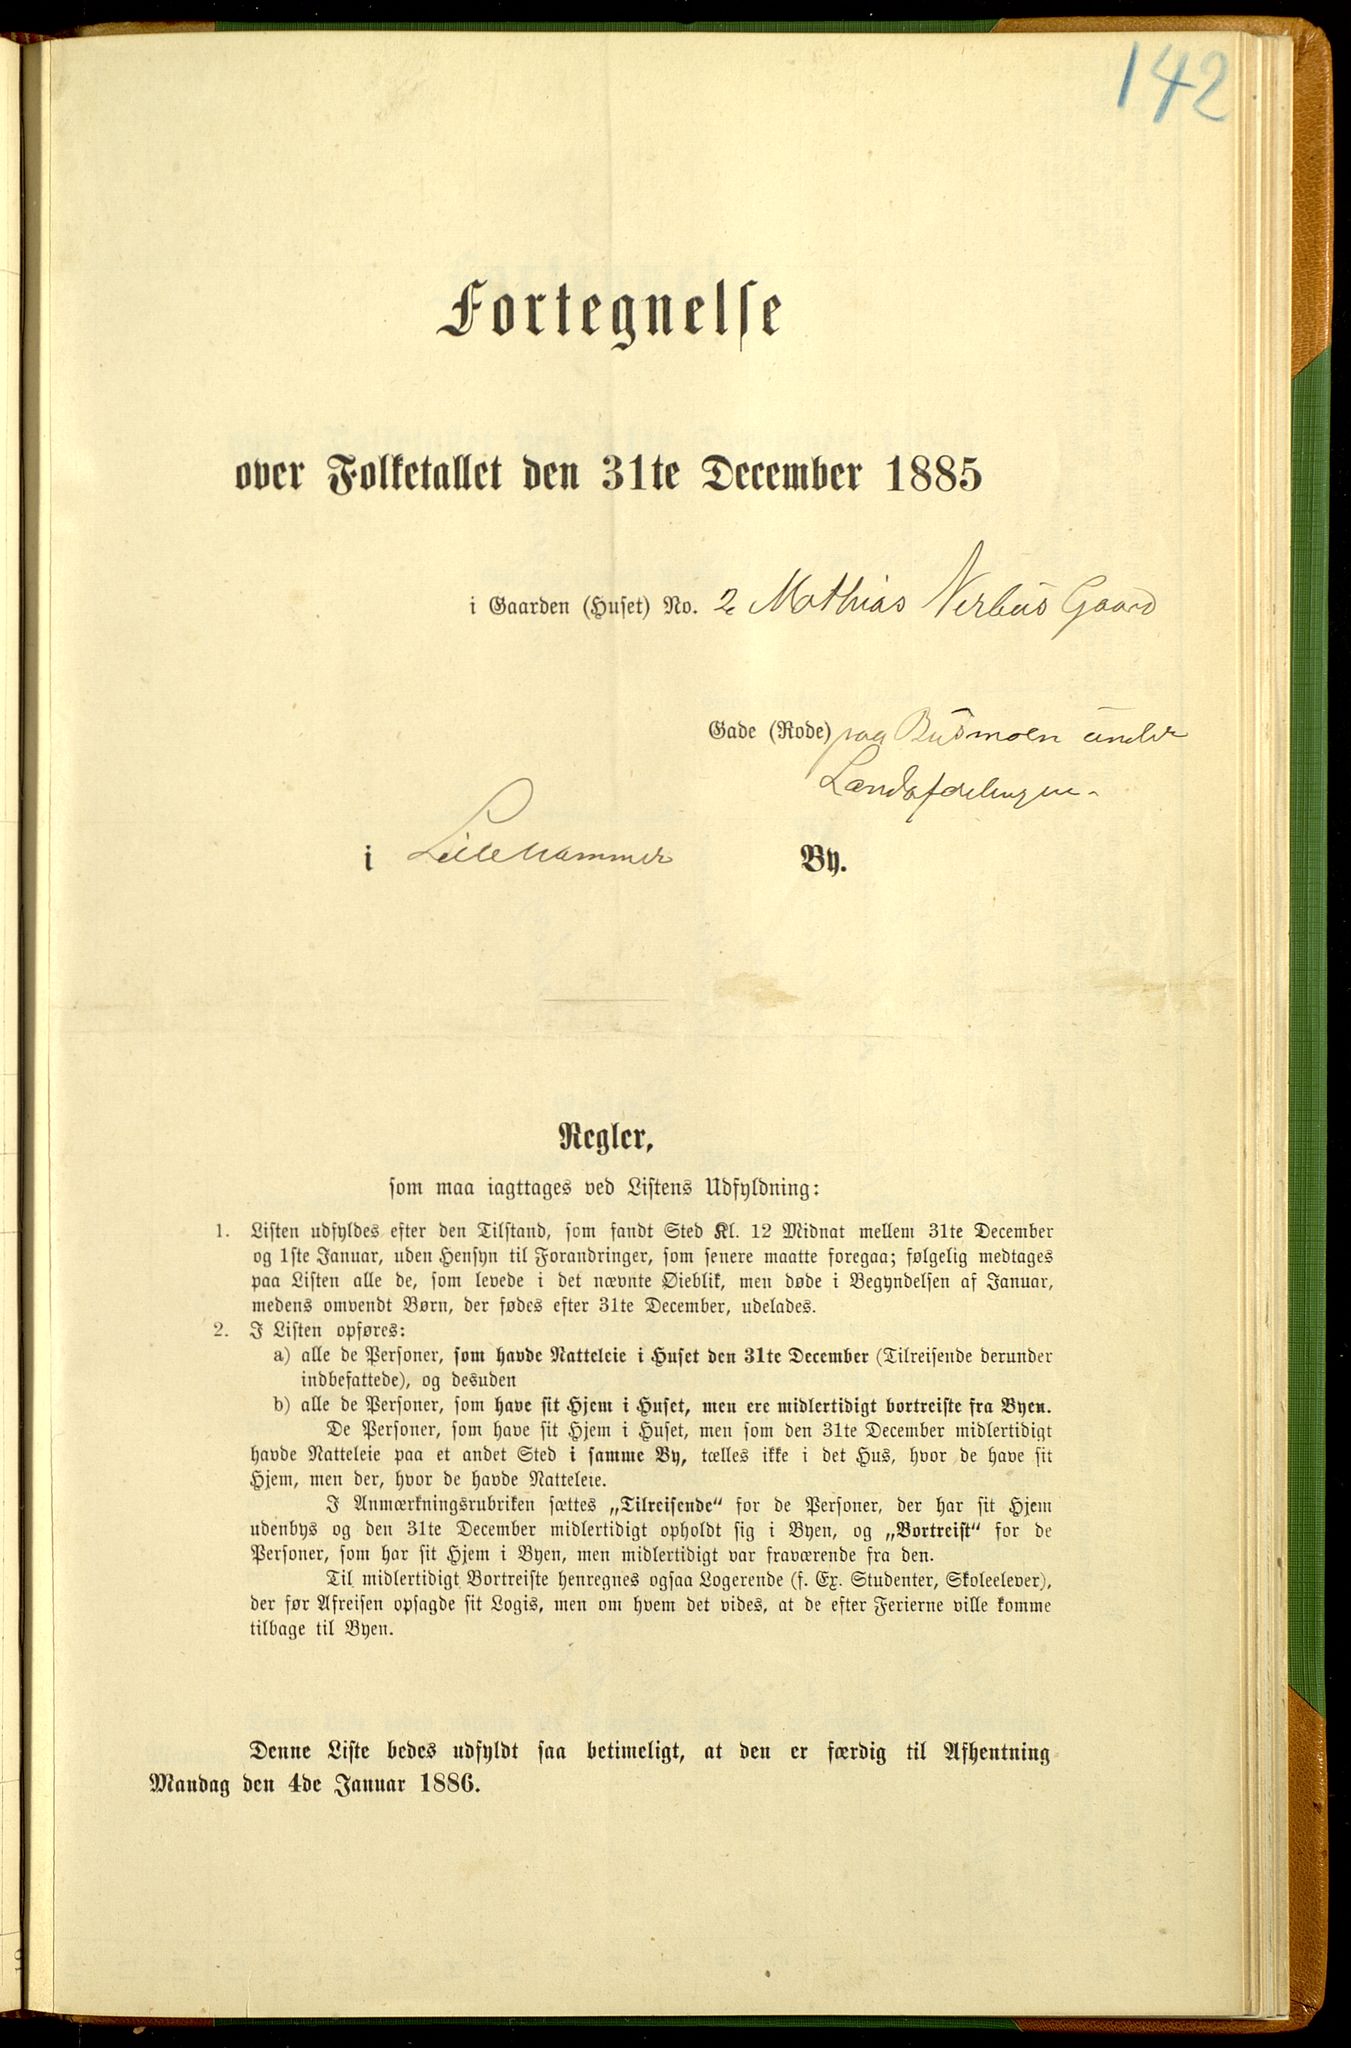 142
Fortegnelse
over Folketallet den 31te December 1885
i Gaarden (Huset) No. 2 Mathias Nerbüs Gaard
Gade (Rode) paa Büsmoen under
Landafdelingen.
i Lillehammer By.
Regler,
som maa iagttages ved Listens Udfyldning:
1. Listen udfyldes efter den Tilstand, som fandt Sted Kl. 12 Midnat mellem 31te December
og 1ste Januar, uden Hensyn til Forandringer, som senere maatte foregaa; følgelig medtages
paa Listen alle de, som levede i det nævnte Øieblik, men døde i Begyndelsen af Januar,
medens omvendt Børn, der fødes efter 31te December, udelades.
2. I Listen opføres:
a) alle de Personer, som havde Natteleie i Huset den 31te December (Tilreisende derunder
indbefattede), og desuden
b) alle de Personer, som have sit Hjem i Huset, men ere midlertidigt bortreiste fra Byen.
De Personer, som have sit Hjem i Huset, men som den 31te December midlertidigt
havde Natteleie paa et andet Sted i samme By, tælles ikke i det Hus, hvor de have sit
Hjem, men der, hvor de havde Natteleie.
I Anmærkningsrubriken sættes „Tilreisende“ for de Personer, der har sit Hjem
udenbys og den 31te December midlertidigt opholdt sig i Byen, og „Bortreist“ for de
Personer, som har sit Hjem i Byen, men midlertidigt var fraværende fra den.
Til midlertidigt Bortreiste henregnes ogsaa Logerende (f. Ex. Studenter, Skoleelever),
der før Afreisen opsagde sit Logis, men om hvem det vides, at de efter Ferierne ville komme
tilbage til Byen.
Denne Liste bedes udfyldt saa betimeligt, at den er færdig til Afhentning
Mandag den 4de Januar 1886.